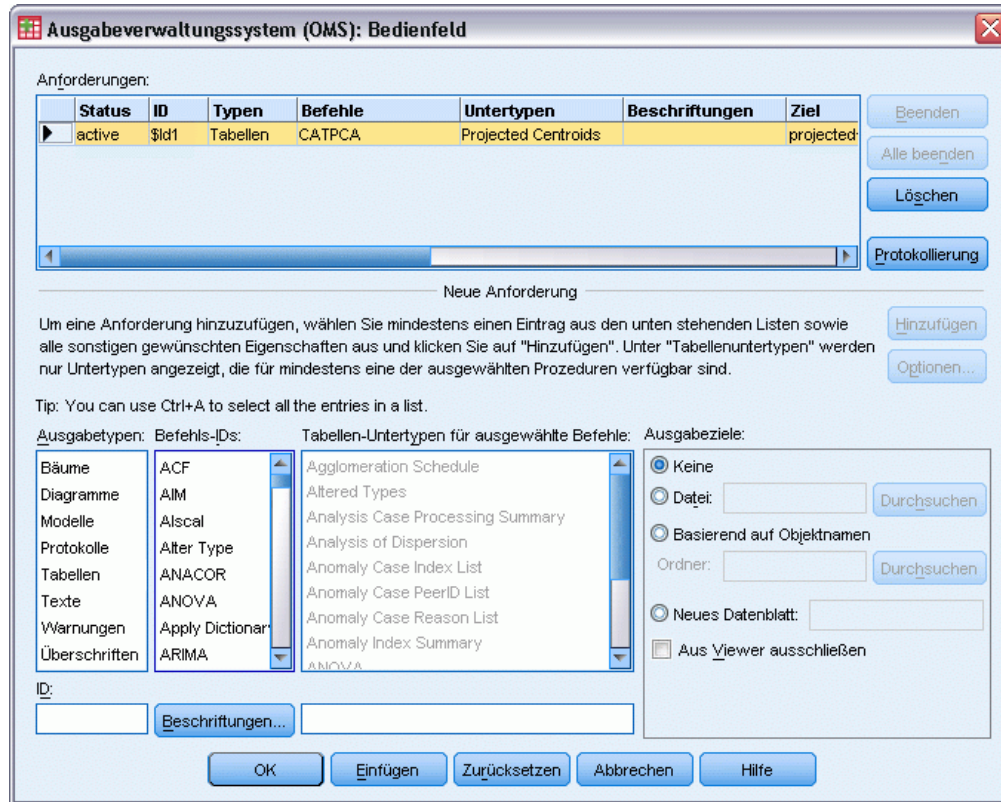 Ausgabeverwaltungssystem (OMS): Bedienfeld
Anforderungen:
Status ID Typen Befehle Untertypen Beschriftungen Ziel
active $Id1 Tabellen CATPCA Projected Centroids projected
Beenden
Alle beenden
Löschen
Protokollierung
Neue Anforderung
Um eine Anforderung hinzuzufügen, wählen Sie mindestens einen Eintrag aus den unten stehenden Listen sowie
alle sonstigen gewünschten Eigenschaften aus und klicken Sie auf "Hinzufügen". Unter "Tabellenuntertypen" werden
nur Untertypen angezeigt, die für mindestens eine der ausgewählten Prozeduren verfügbar sind.
Hinzufügen
Optionen...
Tip: You can use Ctrl+A to select all the entries in a list.
Ausgabetypen:
Bäume
Diagramme
Modelle
Protokolle
Tabellen
Texte
Warnungen
Überschriften
Befehls-IDs:
ACF
AIM
Alscal
Alter Type
ANACOR
ANOVA
Apply Dictionar
ARIMA
Tabellen-Untertypen für ausgewählte Befehle:
Agglomeration Schedule
Altered Types
Analysis Case Processing Summary
Analysis of Dispersion
Anomaly Case Index List
Anomaly Case PeerID List
Anomaly Case Reason List
Anomaly Index Summary
ANOVA
Ausgabeziele:
Keine
Datei: Durchsuchen
Basierend auf Objektnamen
Ordner: Durchsuchen
Neues Datenblatt:
Aus Viewer ausschließen
ID:
Beschriftungen...
OK Einfügen Zurücksetzen Abbrechen Hilfe